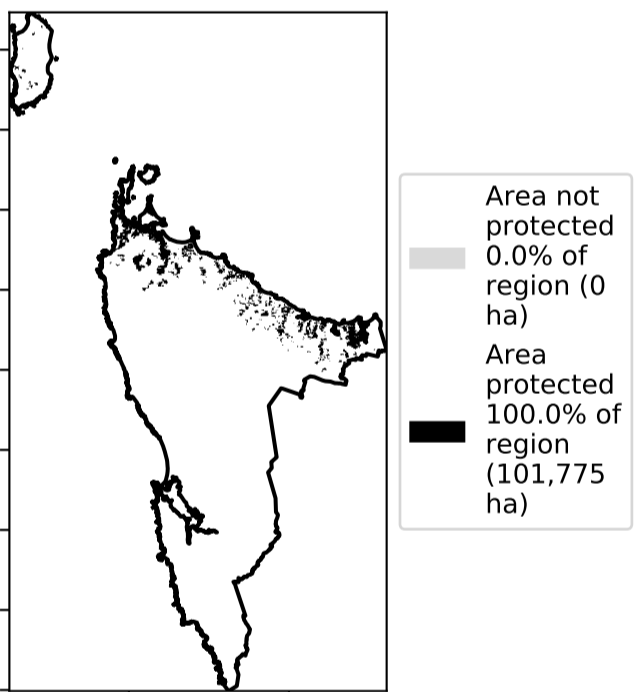 Area not
protected
0.0% of
region (0
ha)
Area
protected
100.0% of
region
(101,775
ha)